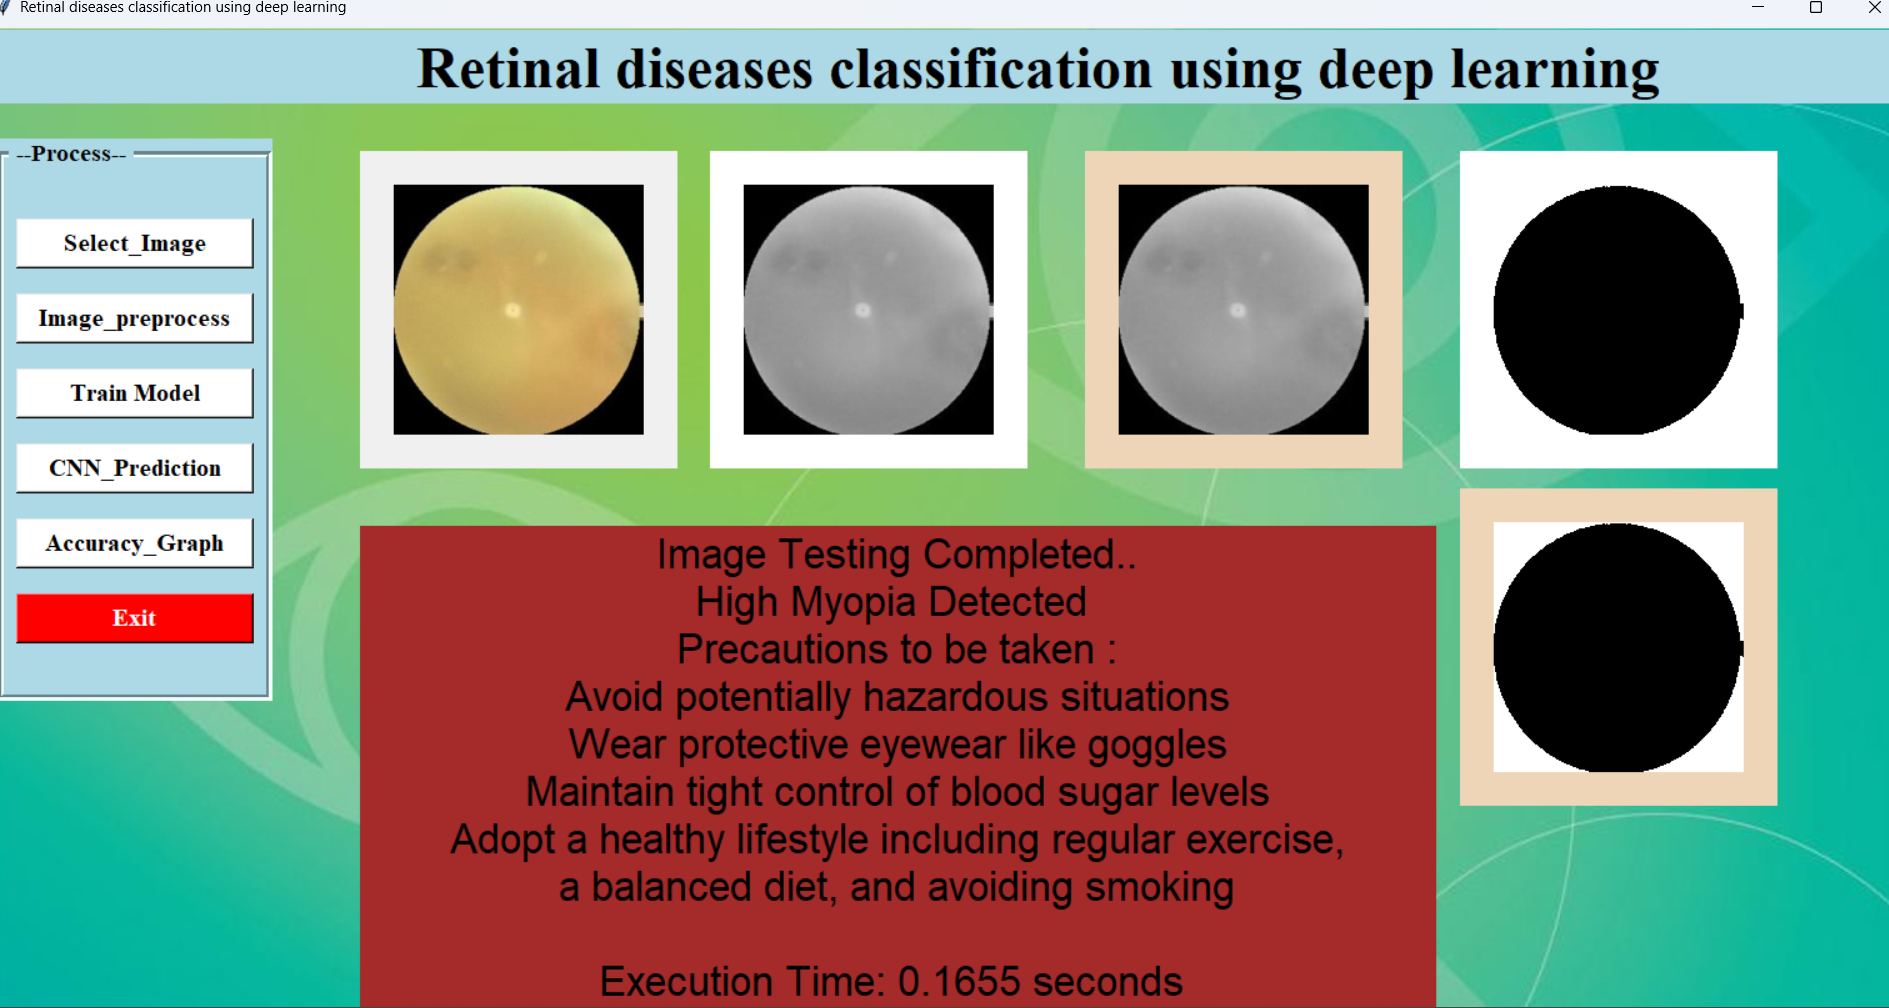 Retinal diseases classification using deep learning
Retinal diseases classification using deep learning
--Process--
Select_Image
Image_preprocess
Train Model
CNN_Prediction
Accuracy_Graph
Exit
Image Testing Completed..
High Myopia Detected
Precautions to be taken :
Avoid potentially hazardous situations
Wear protective eyewear like goggles
Maintain tight control of blood sugar levels
Adopt a healthy lifestyle including regular exercise,
a balanced diet, and avoiding smoking
Execution Time: 0.1655 seconds